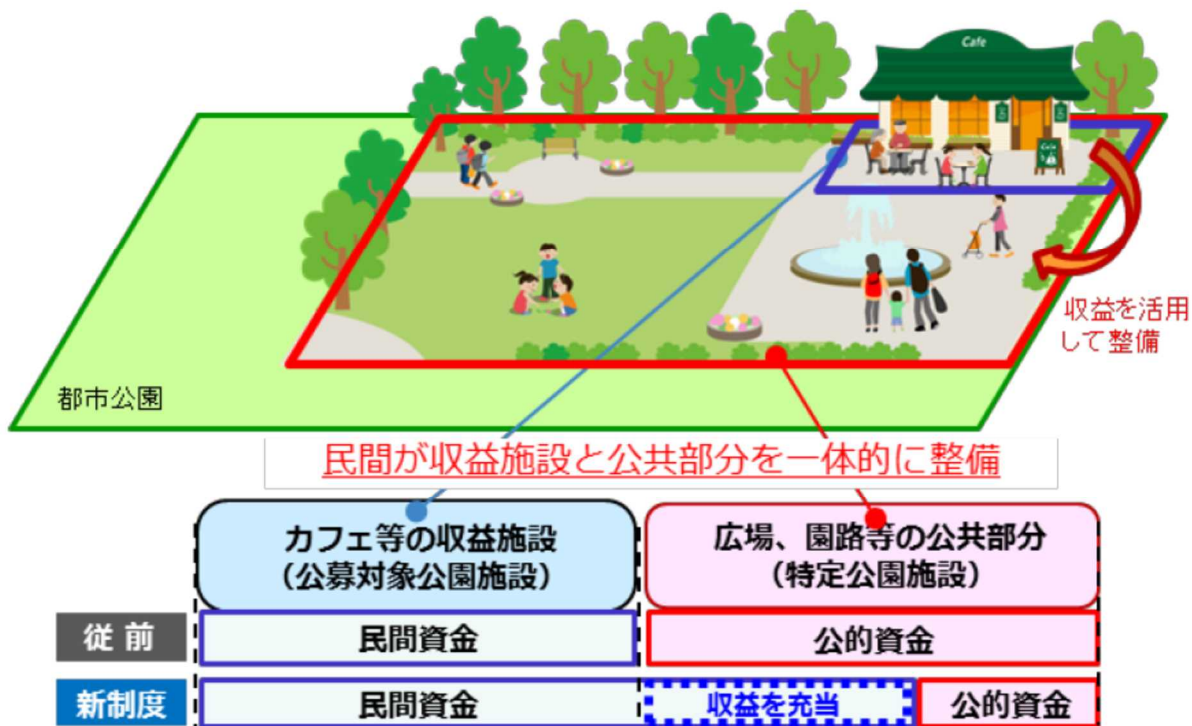 Cafe
Cafe
収益を活用
して整備
都市公園
民間が収益施設と公共部分を一体的に整備
カフェ等の収益施設
（公募対象公園施設）
広場、園路等の公共部分
（特定公園施設）
従前
民間資金
公的資金
新制度
民間資金
収益を充当
公的資金